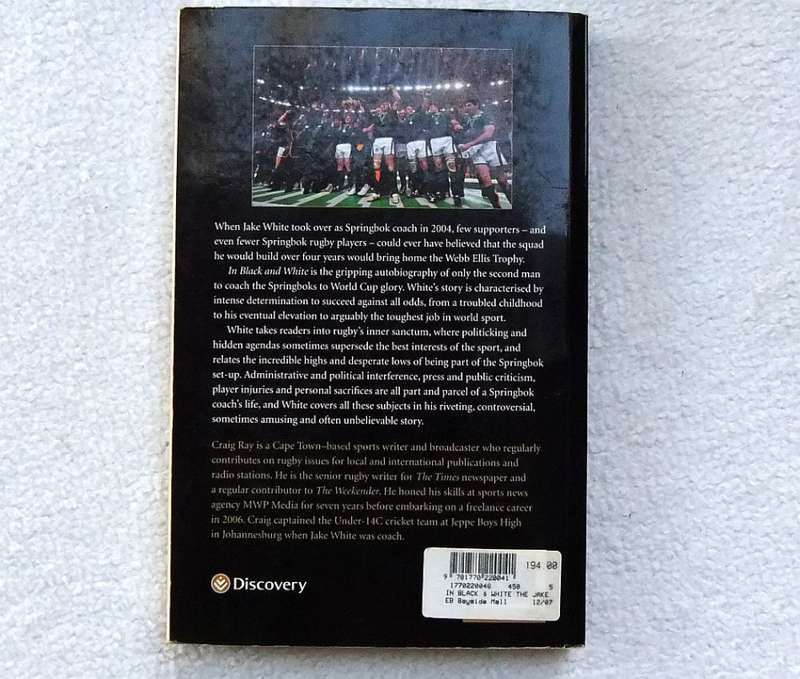 When Jake White took over as Springbok coach in 2004, few supporters – and
even fewer Springbok rugby players – could ever have believed that the squad
he would build over four years would bring home the Webb Ellis Trophy.
In Black and White is the gripping autobiography of only the second man
to coach the Springboks to World Cup glory. White's story is characterised by
intense determination to succeed against all odds, from a troubled childhood
to his eventual elevation to arguably the toughest job in world sport.
White takes readers into rugby's inner sanctum, where politicking and
hidden agendas sometimes supersede the best interests of the sport, and
relates the incredible highs and desperate lows of being part of the Springbok
set-up. Administrative and political interference, press and public criticism,
player injuries and personal sacrifices are all part and parcel of a Springbok
coach's life, and White covers all these subjects in his riveting, controversial,
sometimes amusing and often unbelievable story.
Craig Ray is a Cape Town–based sports writer and broadcaster who regularly
contributes on rugby issues for local and international publications and
radio stations. He is the senior rugby writer for The Times newspaper and
a regular contributor to The Weekender. He honed his skills at sports news
agency MWP Media for seven years before embarking on a freelance career
in 2006. Craig captained the Under-14C cricket team at Jeppe Boys High
in Johannesburg when Jake White was coach.
Discovery
194 00
9 781770 220041
1770220048 450 5
IN BLACK & WHITE THE JAKE
EB Bayside Mall 12/07